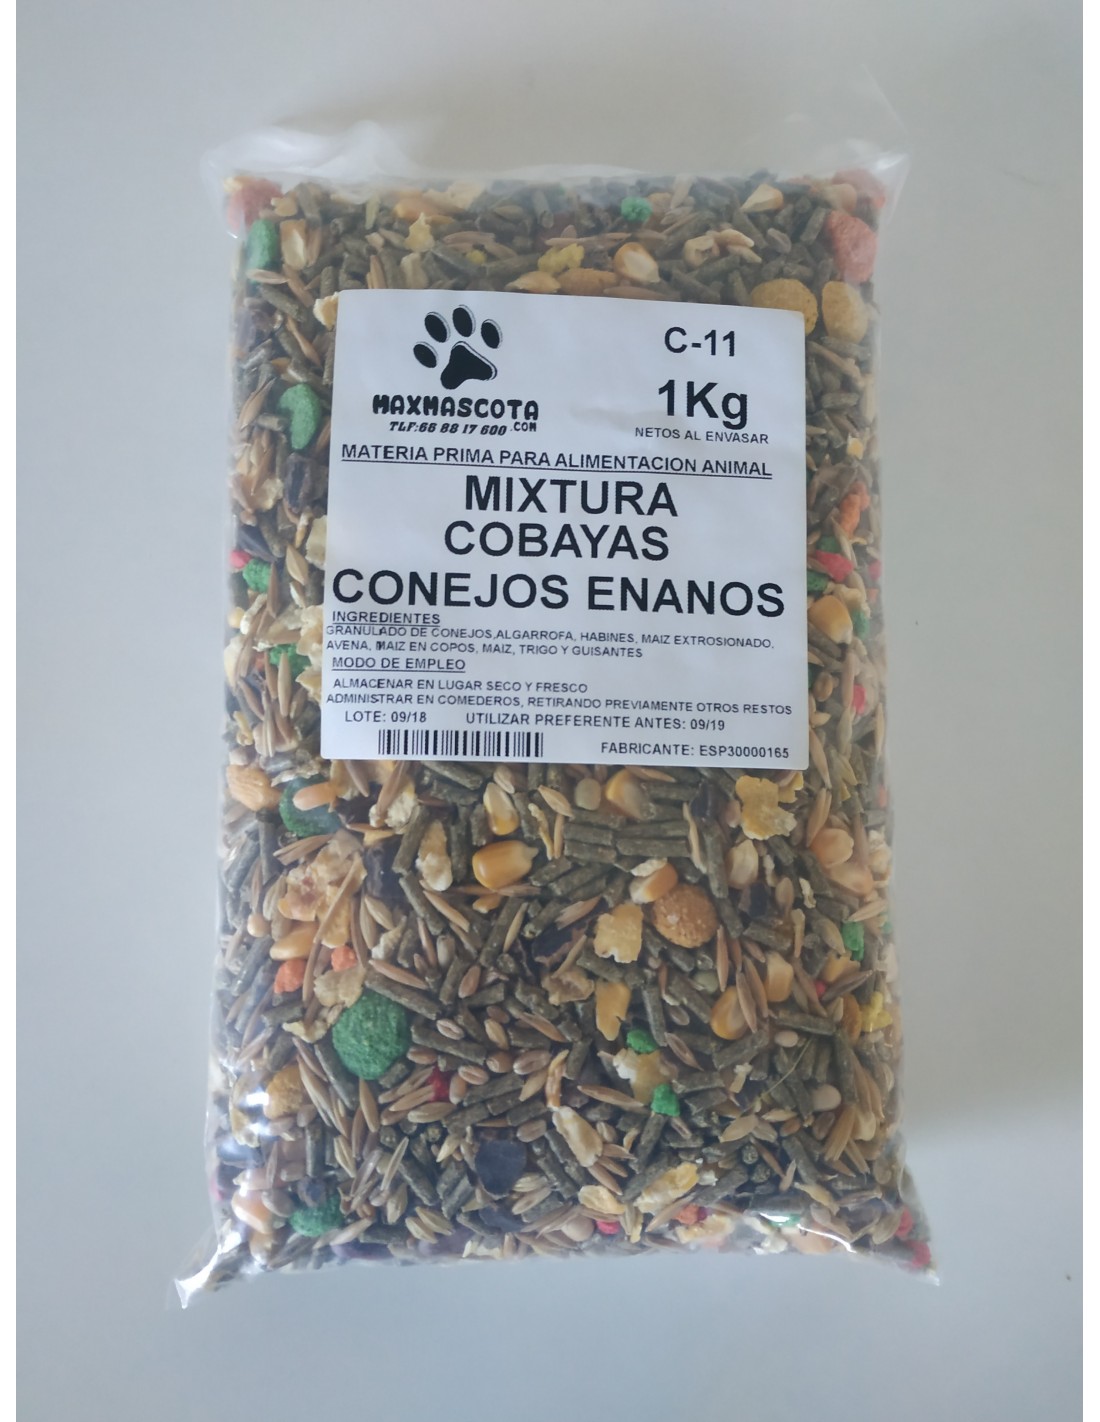 C-11
1Kg
NETOS AL ENVASAR
MAXMASCOTA
TLF:66 88 17 600 .COM
MATERIA PRIMA PARA ALIMENTACION ANIMAL
MIXTURA
COBAYAS
CONEJOS ENANOS
INGREDIENTES
GRANULADO DE CONEJOS,ALGARROFA, HABINES, MAIZ EXTROSIONADO,
AVENA, MAIZ EN COPOS, MAIZ, TRIGO Y GUISANTES
MODO DE EMPLEO
ALMACENAR EN LUGAR SECO Y FRESCO
ADMINISTRAR EN COMEDEROS, RETIRANDO PREVIAMENTE OTROS RESTOS
LOTE: 09/18 UTILIZAR PREFERENTE ANTES: 09/19
FABRICANTE: ESP30000165